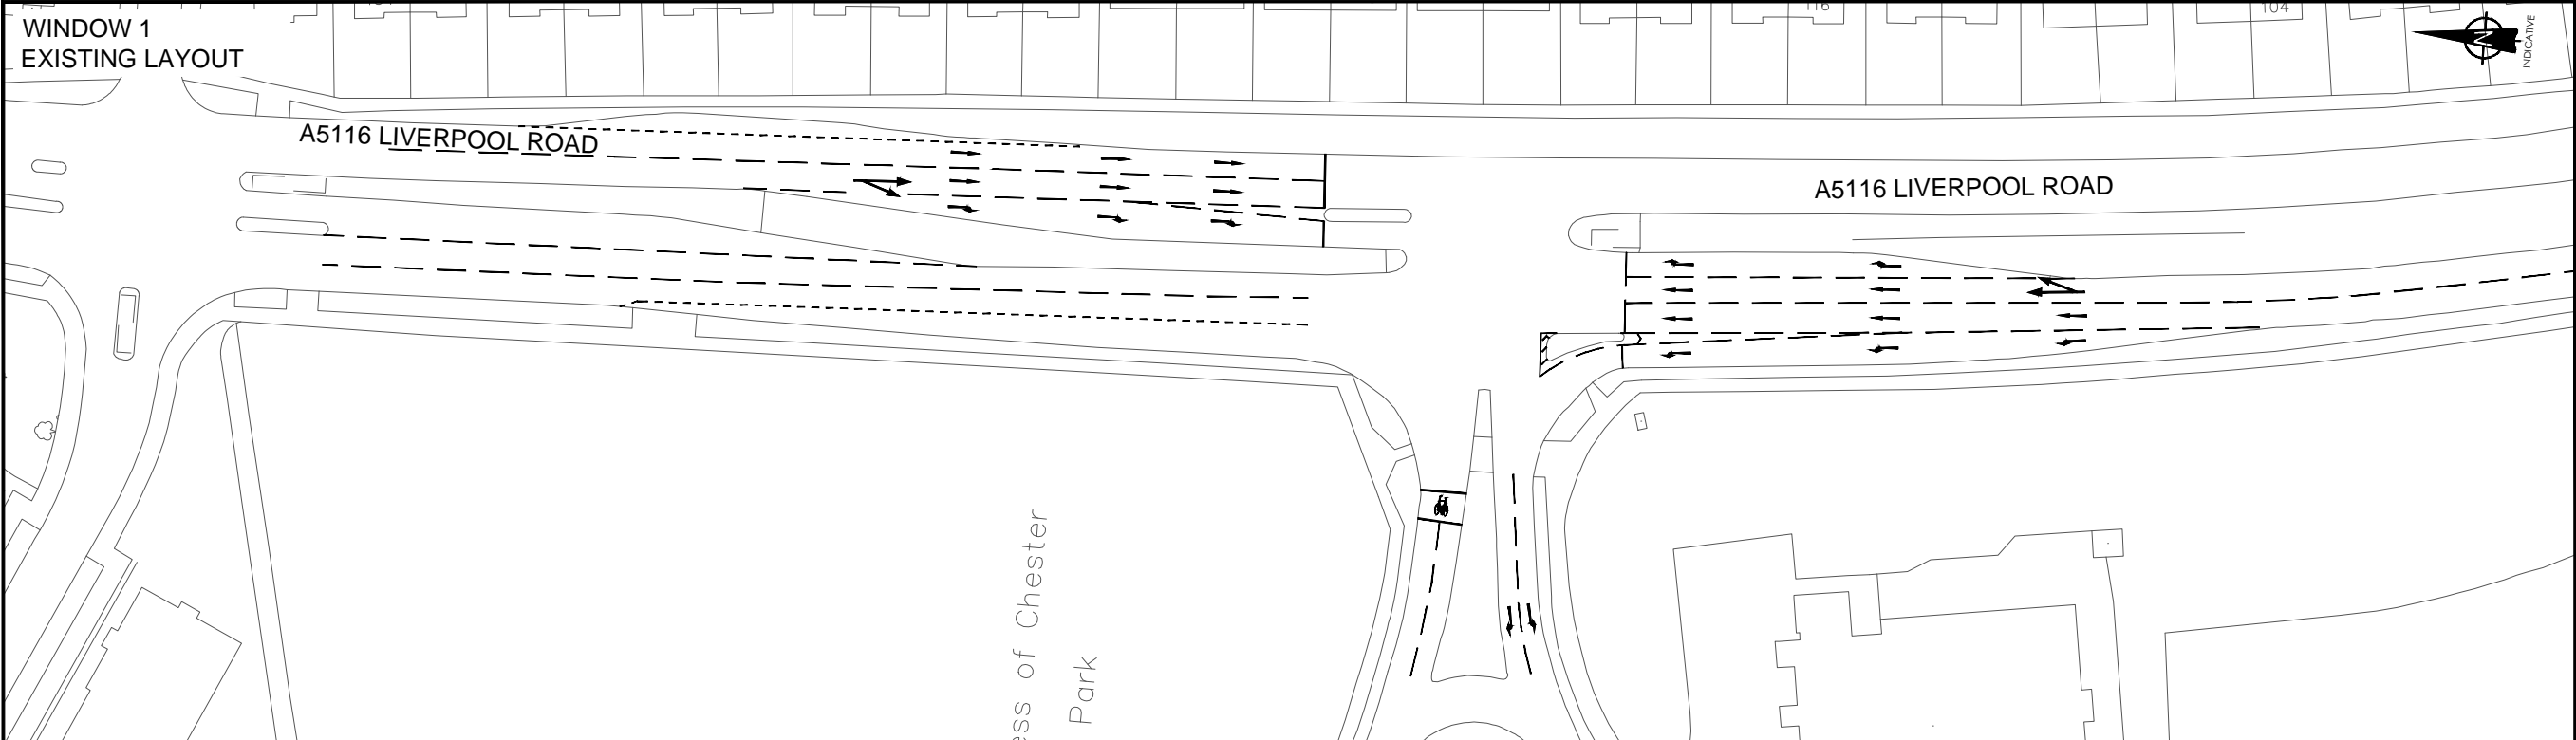 WINDOW 1
EXISTING LAYOUT
116
104
N
INDICATIVE
A5116 LIVERPOOL ROAD
A5116 LIVERPOOL ROAD
ess of Chester
Park